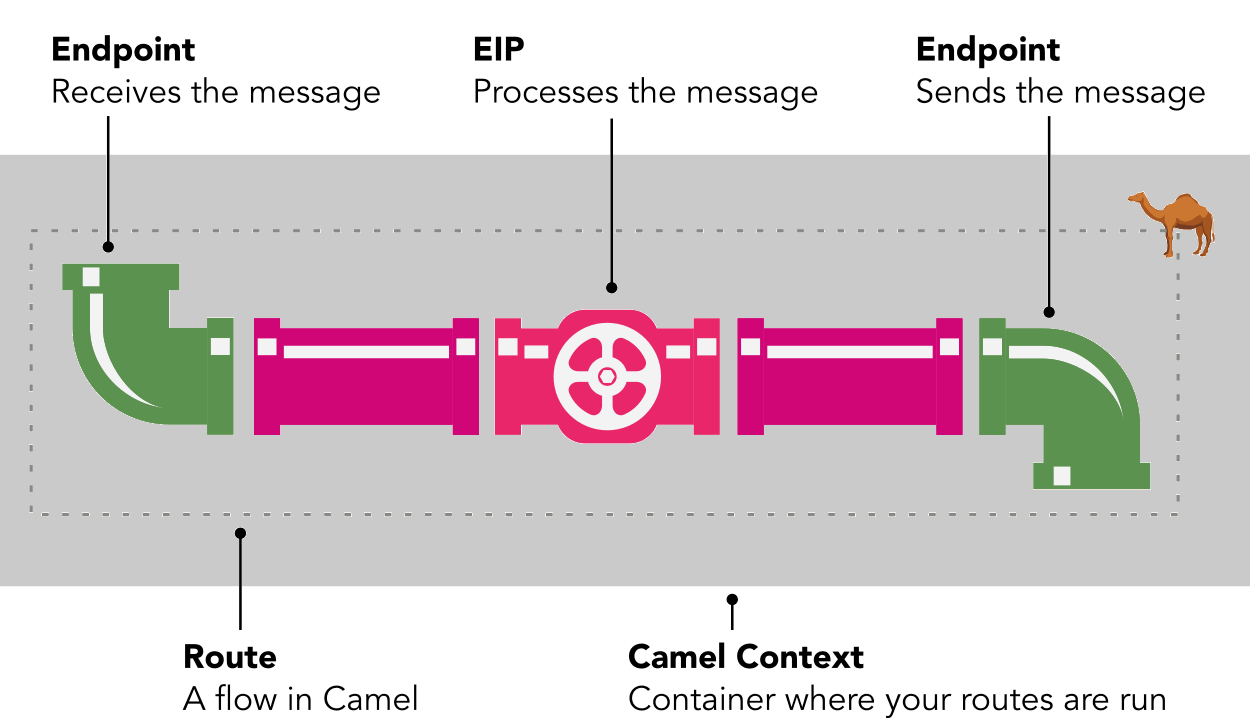 Endpoint
Receives the message
EIP
Processes the message
Endpoint
Sends the message
Route
A flow in Camel
Camel Context
Container where your routes are run